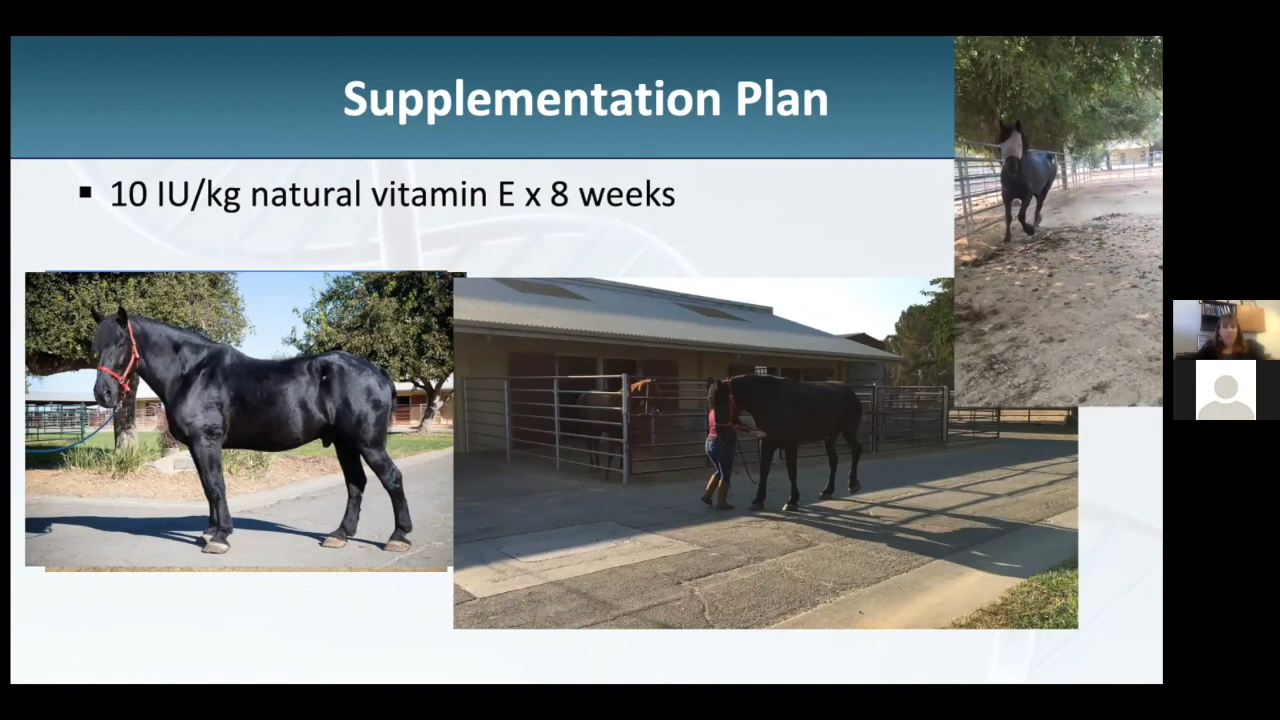 Supplementation Plan
▪ 10 IU/kg natural vitamin E x 8 weeks